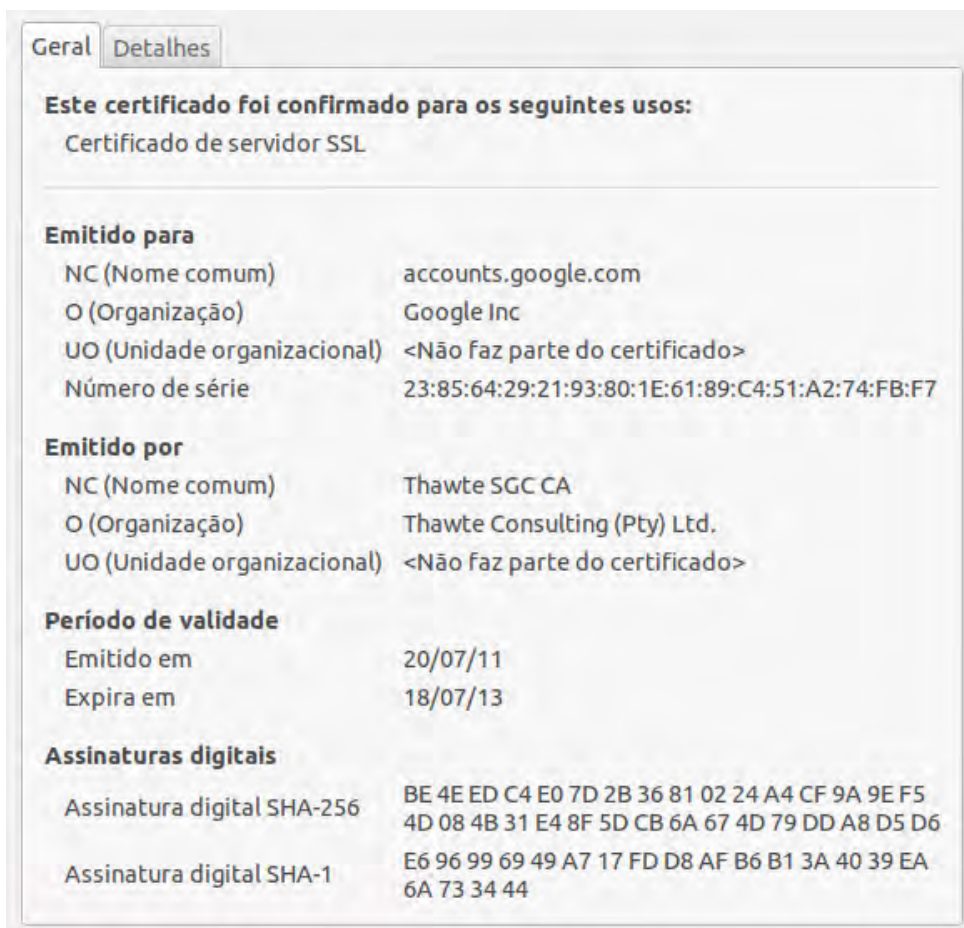 Geral Detalhes
Este certificado foi confirmado para os seguintes usos:
Certificado de servidor SSL
Emitido para
NC (Nome comum) accounts.google.com
O (Organização) Google Inc
UO (Unidade organizacional) <Não faz parte do certificado>
Número de série 23:85:64:29:21:93:80:1E:61:89:C4:51:A2:74:FB:F7
Emitido por
NC (Nome comum) Thawte SGC CA
O (Organização) Thawte Consulting (Pty) Ltd.
UO (Unidade organizacional) <Não faz parte do certificado>
Período de validade
Emitido em 20/07/11
Expira em 18/07/13
Assinaturas digitais
Assinatura digital SHA-256 BE 4E ED C4 E0 7D 2B 36 81 02 24 A4 CF 9A 9E F5
4D 08 4B 31 E4 8F 5D CB 6A 67 4D 79 DD A8 D5 D6
Assinatura digital SHA-1 E6 96 99 69 49 A7 17 FD D8 AF B6 B1 3A 40 39 EA
6A 73 34 44